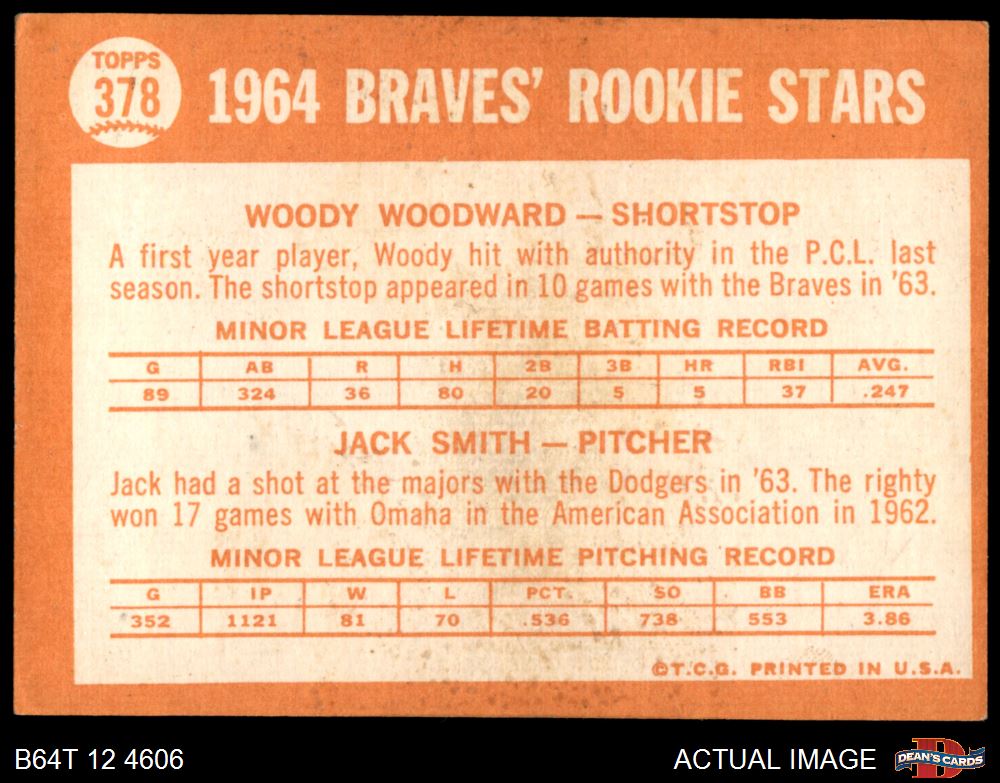 TOPPS
378
1964 BRAVES' ROOKIE STARS
WOODY WOODWARD — SHORTSTOP
A first year player, Woody hit with authority in the P.C.L. last
season. The shortstop appeared in 10 games with the Braves in '63.
MINOR LEAGUE LIFETIME BATTING RECORD
G AB R H 2B 3B HR RBI AVG.
89 324 36 80 20 5 5 37 .247
JACK SMITH — PITCHER
Jack had a shot at the majors with the Dodgers in '63. The righty
won 17 games with Omaha in the American Association in 1962.
MINOR LEAGUE LIFETIME PITCHING RECORD
G IP W L PCT. SO BB ERA
352 1121 81 70 .536 738 553 3.86
©T.C.G. PRINTED IN U.S.A.
B64T 12 4606
ACTUAL IMAGE
D
DEAN'S CARDS